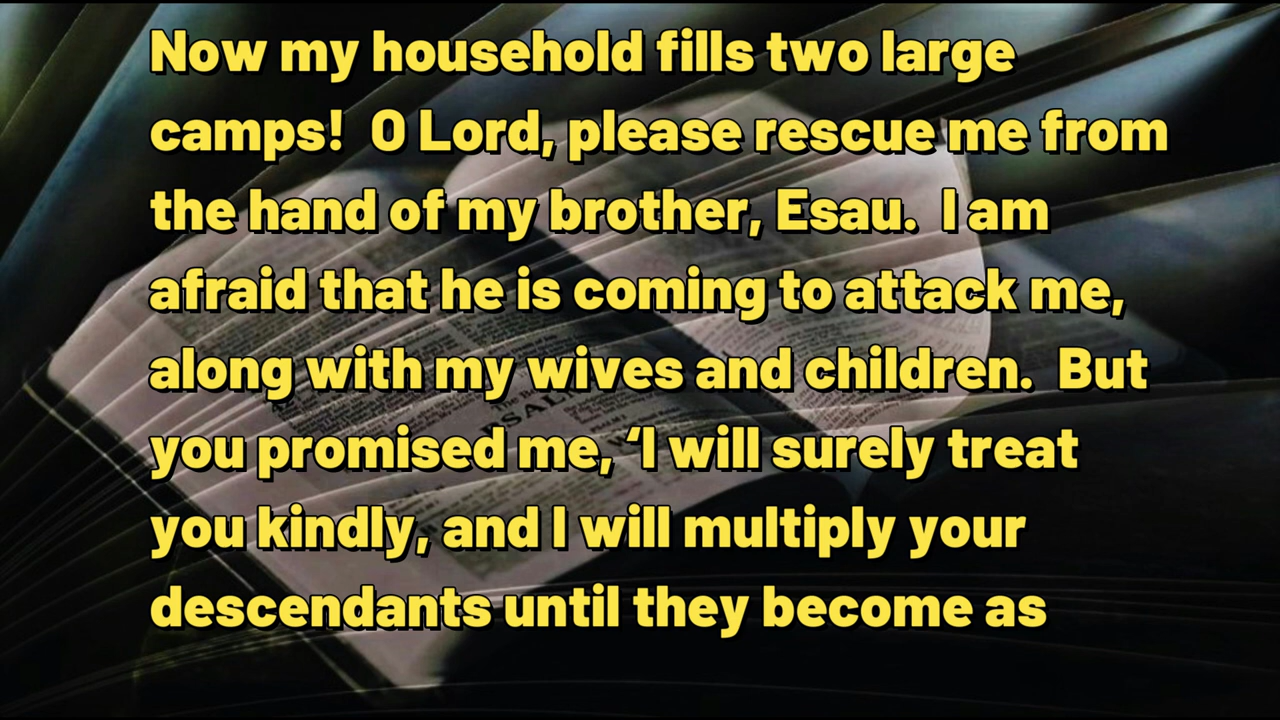 Now my household fills two large
camps!  O Lord, please rescue me from
the hand of my brother, Esau.  I am
afraid that he is coming to attack me,
along with my wives and children.  But
you promised me, ‘I will surely treat
you kindly, and I will multiply your
descendants until they become as
PSAL